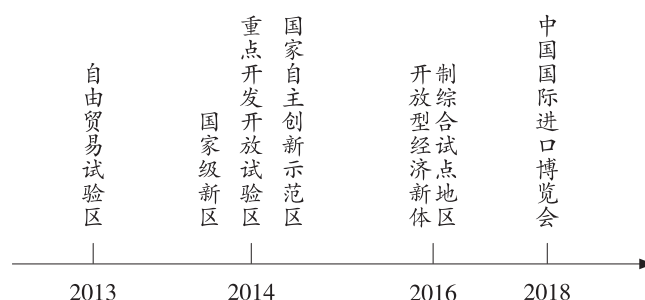 自由贸易试验区
国家级新区
重点开发开放试验区
国家自主创新示范区
开放型经济新体
制综合试点地区
中国国际进口博览会
2013
2014
2016
2018